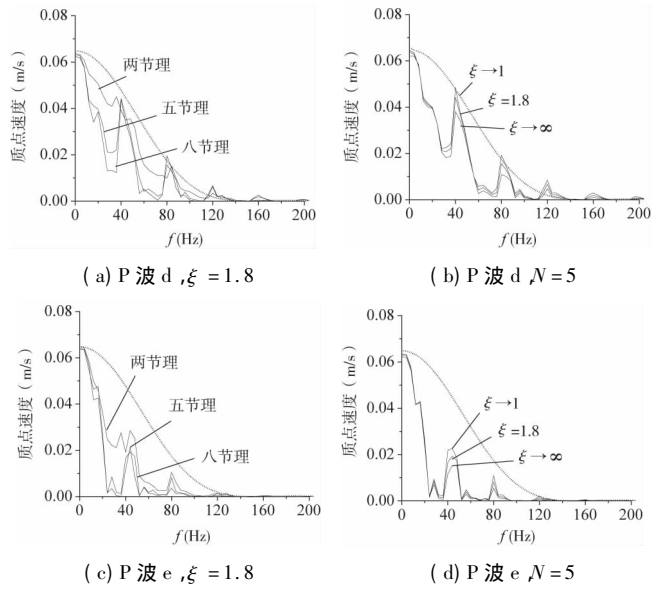 0.08
0.06
0.04
0.02
0.00
质点速度（m/s）
两节理
五节理
八节理
0 40 80 120 160 200
f(Hz)
(a) P 波 d ,ξ =1.8
0.08
0.06
0.04
0.02
0.00
质点速度（m/s）
ξ→1
ξ=1.8
ξ→∞
0 40 80 120 160 200
f(Hz)
(b) P 波 d ,N =5
0.08
0.06
0.04
0.02
0.00
质点速度（m/s）
两节理
五节理
八节理
0 40 80 120 160 200
f(Hz)
(c) P 波 e ,ξ =1.8
0.08
0.06
0.04
0.02
0.00
质点速度（m/s）
ξ→1
ξ=1.8
ξ→∞
0 40 80 120 160 200
f(Hz)
(d) P 波 e ,N =5